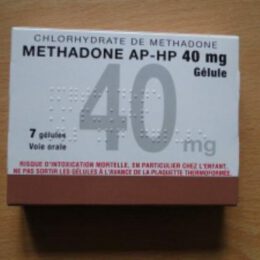 CHLORHYDRATE DE METHADONE
METHADONE AP-HP 40 mg
Gélule
40 mg
7 gélules
Voie orale
RISQUE D'INTOXICATION MORTELLE, EN PARTICULIER CHEZ L'ENFANT.
NE PAS SORTIR LES GÉLULES À L'AVANCE DE LA PLAQUETTE THERMOFORMÉE.